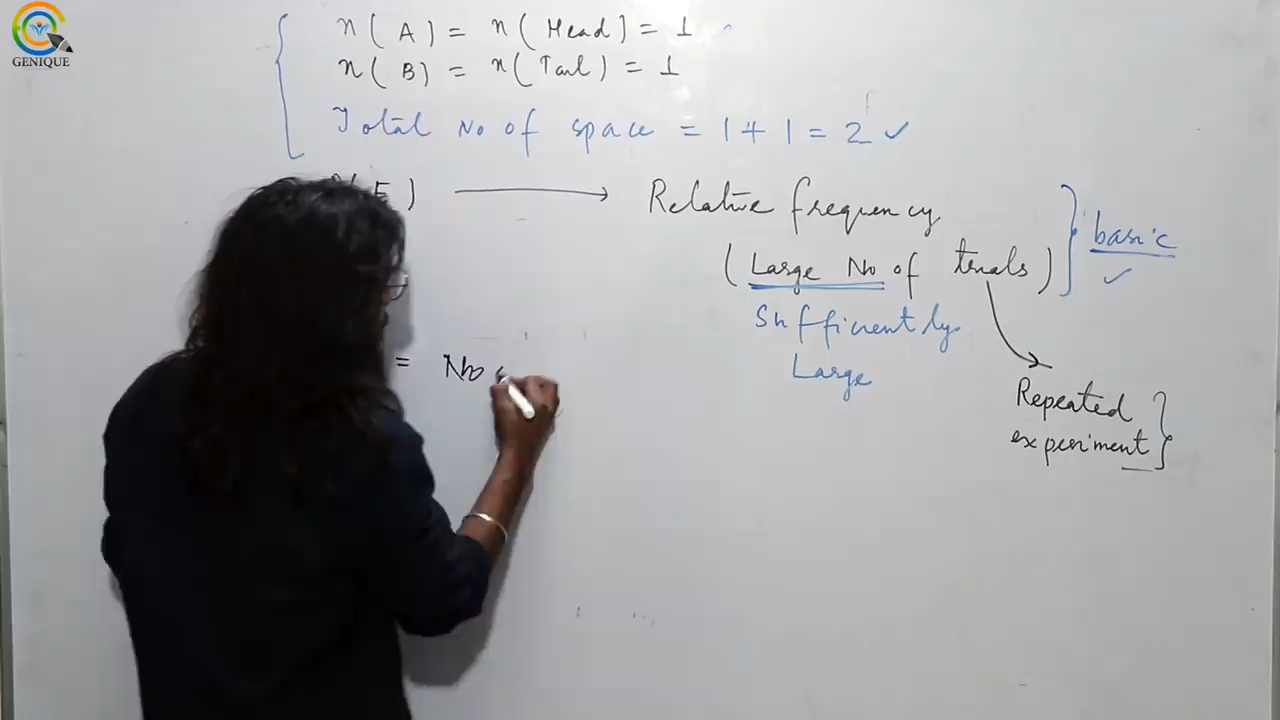 GENIQUE
n(A) = n(Head) = 1
n(B) = n(Tail) = 1
Total No of space = 1 + 1 = 2 ✓
E) → Relative frequency
(Large No of trials)
basic ✓
Sufficiently
Large
= No
Repeated
experiment